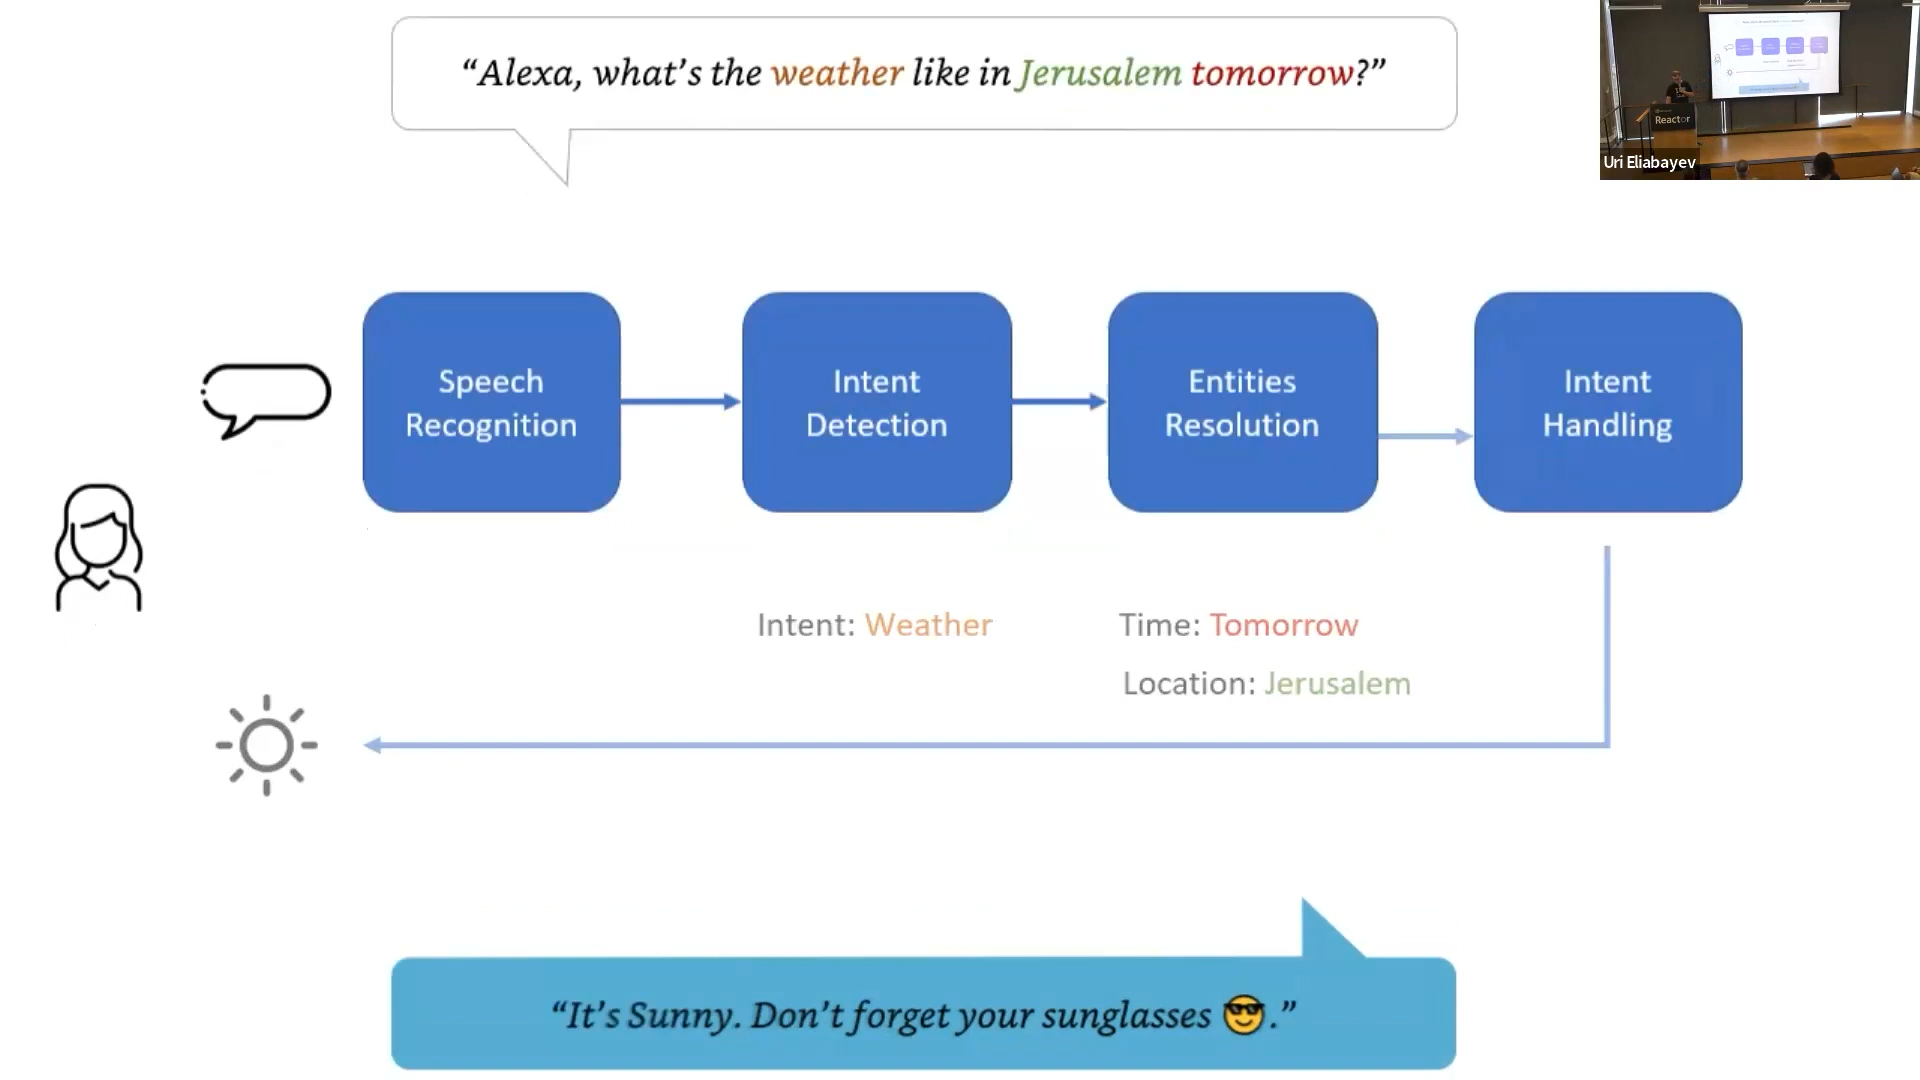 “Alexa, what’s the weather like in Jerusalem tomorrow?”
Reactor
Uri Eliabayev
Speech
Recognition
Intent
Detection
Entities
Resolution
Intent
Handling
Intent: Weather
Time: Tomorrow
Location: Jerusalem
“It’s Sunny. Don’t forget your sunglasses 😎.”